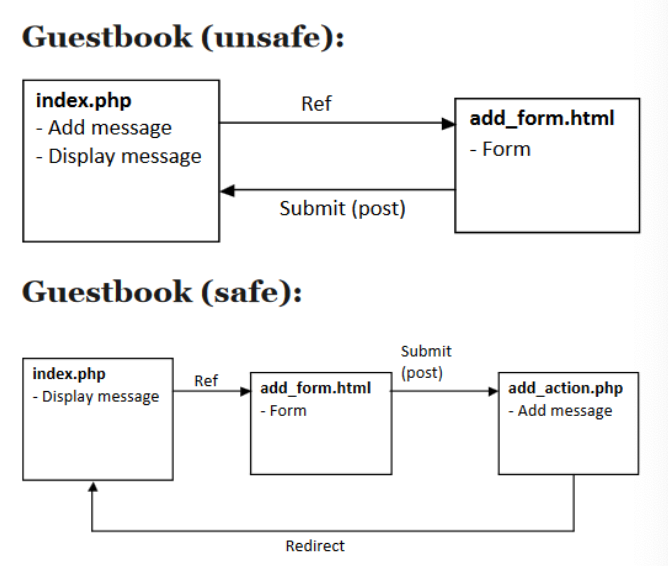 Guestbook (unsafe):
index.php
- Add message
- Display message
Ref
add_form.html
- Form
Submit (post)
Guestbook (safe):
index.php
- Display message
Ref
add_form.html
- Form
Submit
(post)
add_action.php
- Add message
Redirect